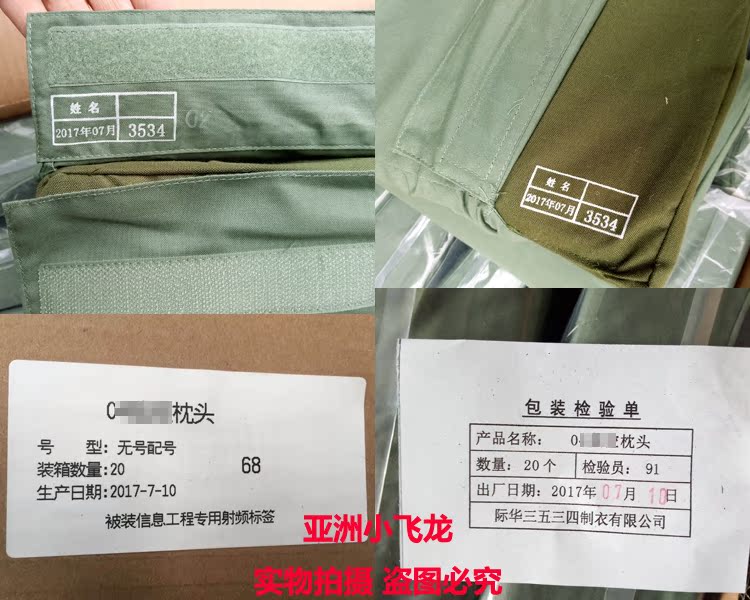 姓名
2017年07月 3534
姓名
2017年07月 3534
枕头
号 型: 无号配号
装箱数量:20 68
生产日期:2017-7-10
被装信息工程专用射频标签
包装检验单
产品名称: 枕头
数量: 20个 检验员: 91
出厂日期: 2017年07月10日
际华三五三四制衣有限公司
亚洲小飞龙
实物拍摄 盗图必究